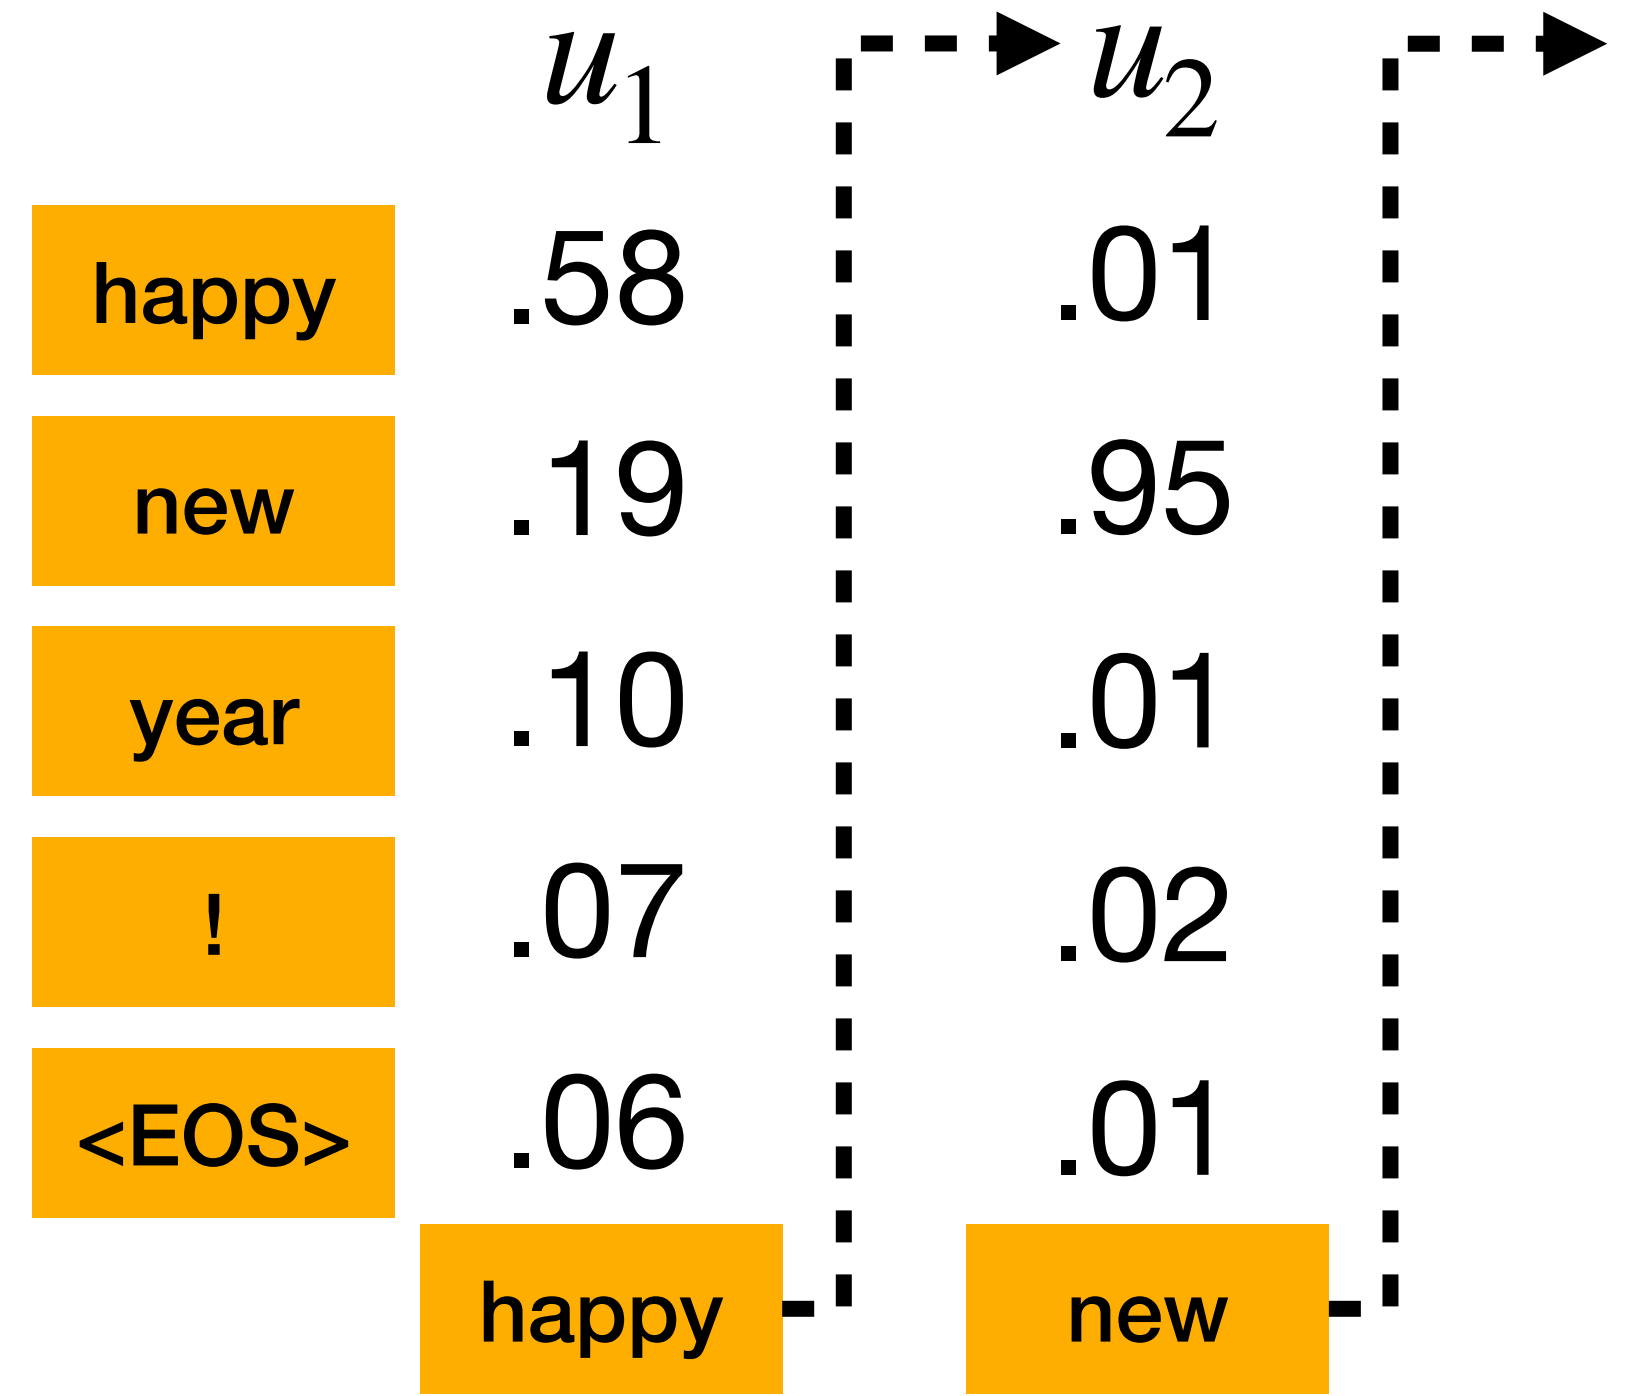 u₁ u₂
happy .58 .01
new .19 .95
year .10 .01
! .07 .02
<EOS> .06 .01
happy new